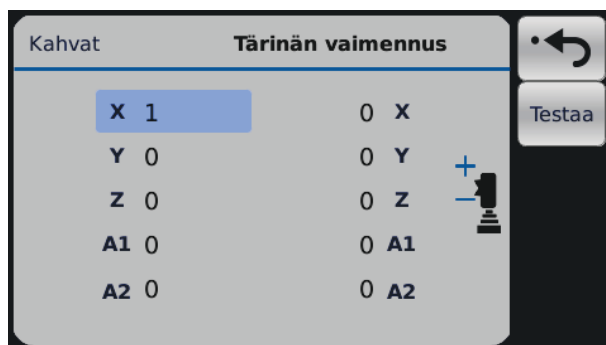 Kahvat Tärinän vaimennus
X 1 0 X Testaa
Y 0 0 Y
Z 0 0 Z
A1 0 0 A1
A2 0 0 A2